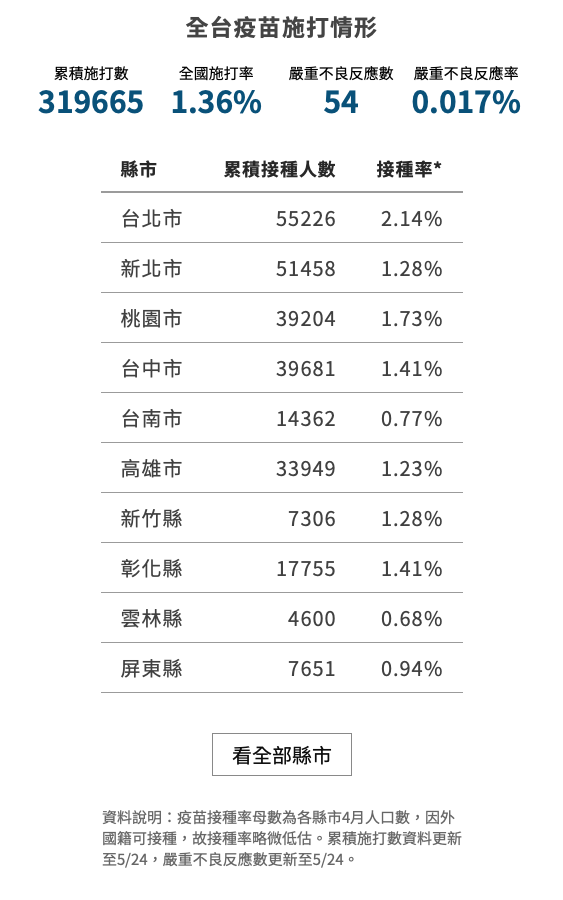 全台疫苗施打情形
累積施打數 全國施打率 嚴重不良反應數 嚴重不良反應率
319665 1.36% 54 0.017%
縣市 累積接種人數 接種率*
台北市 55226 2.14%
新北市 51458 1.28%
桃園市 39204 1.73%
台中市 39681 1.41%
台南市 14362 0.77%
高雄市 33949 1.23%
新竹縣 7306 1.28%
彰化縣 17755 1.41%
雲林縣 4600 0.68%
屏東縣 7651 0.94%
看全部縣市
資料說明：疫苗接種率母數為各縣市4月人口數，因外
國籍可接種，故接種率略微低估。累積施打數資料更新
至5/24，嚴重不良反應數更新至5/24。